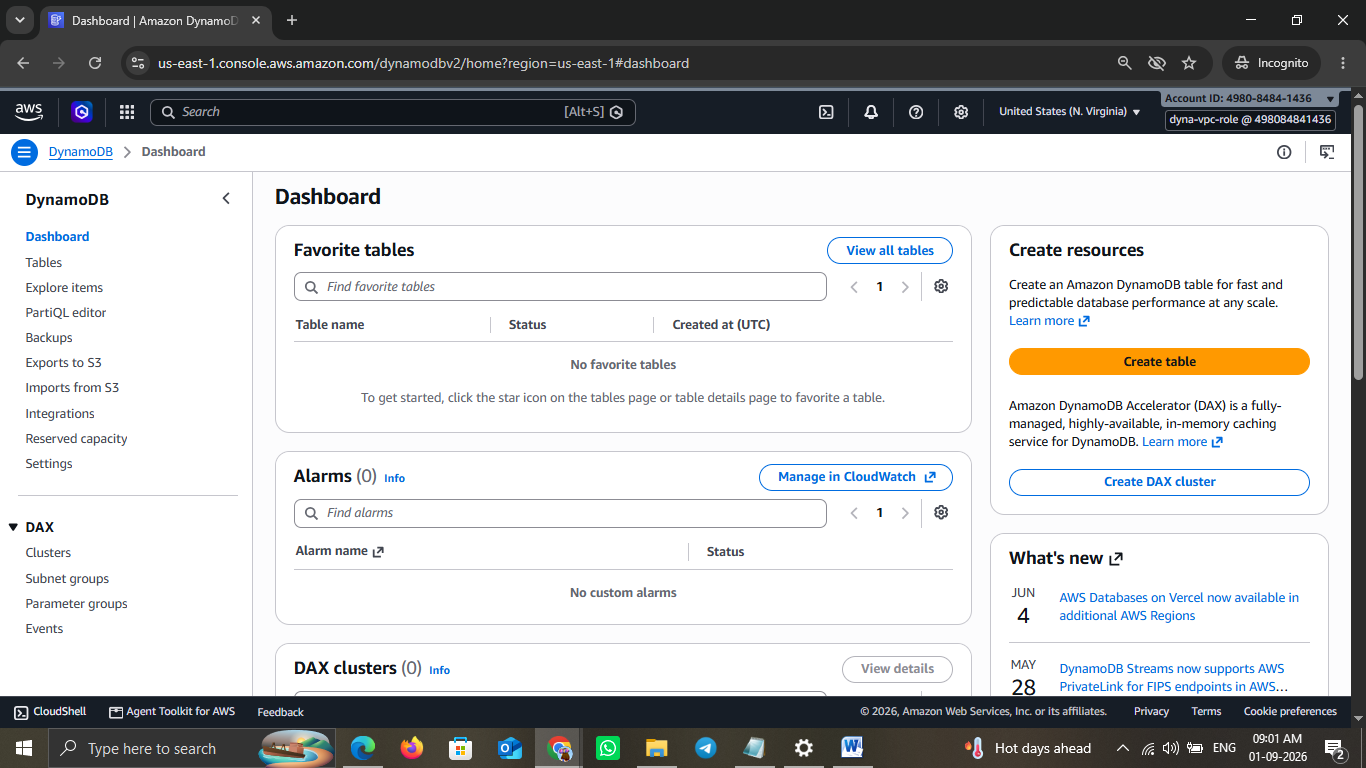 Dashboard | Amazon DynamoD
us-east-1.console.aws.amazon.com/dynamodbv2/home?region=us-east-1#dashboard
Incognito
aws
Search
[Alt+S]
United States (N. Virginia)
Account ID: 4980-8484-1436
dyna-vpc-role @ 498084841436
DynamoDB
Dashboard
DynamoDB
Dashboard
Tables
Explore items
PartiQL editor
Backups
Exports to S3
Imports from S3
Integrations
Reserved capacity
Settings
DAX
Clusters
Subnet groups
Parameter groups
Events
Dashboard
Favorite tables
View all tables
Find favorite tables
1
Table name
Status
Created at (UTC)
No favorite tables
To get started, click the star icon on the tables page or table details page to favorite a table.
Alarms (0) Info
Manage in CloudWatch
Find alarms
1
Alarm name
Status
No custom alarms
DAX clusters (0) Info
View details
Create resources
Create an Amazon DynamoDB table for fast and
predictable database performance at any scale.
Learn more
Create table
Amazon DynamoDB Accelerator (DAX) is a fully-
managed, highly-available, in-memory caching
service for DynamoDB. Learn more
Create DAX cluster
What's new
JUN
4
AWS Databases on Vercel now available in
additional AWS Regions
MAY
28
DynamoDB Streams now supports AWS
PrivateLink for FIPS endpoints in AWS...
CloudShell
Agent Toolkit for AWS
Feedback
© 2026, Amazon Web Services, Inc. or its affiliates.
Privacy
Terms
Cookie preferences
Type here to search
Hot days ahead
ENG
09:01 AM
01-09-2026
2